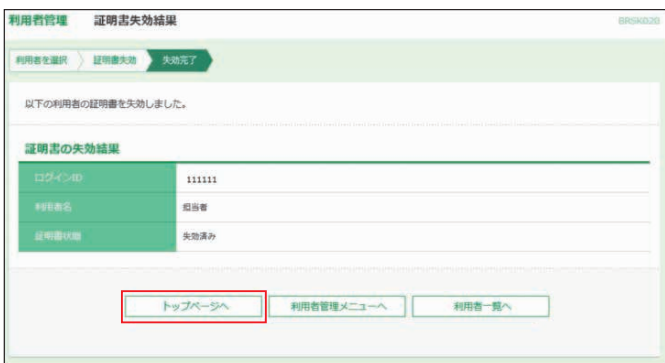 利用者管理 証明書失効結果 BRSK020
利用者を選択 証明書失効 失効完了
以下の利用者の証明書を失効しました。
証明書の失効結果
ログインID 111111
利用者名 担当者
証明書状態 失効済み
トップページへ 利用者管理メニューへ 利用者一覧へ